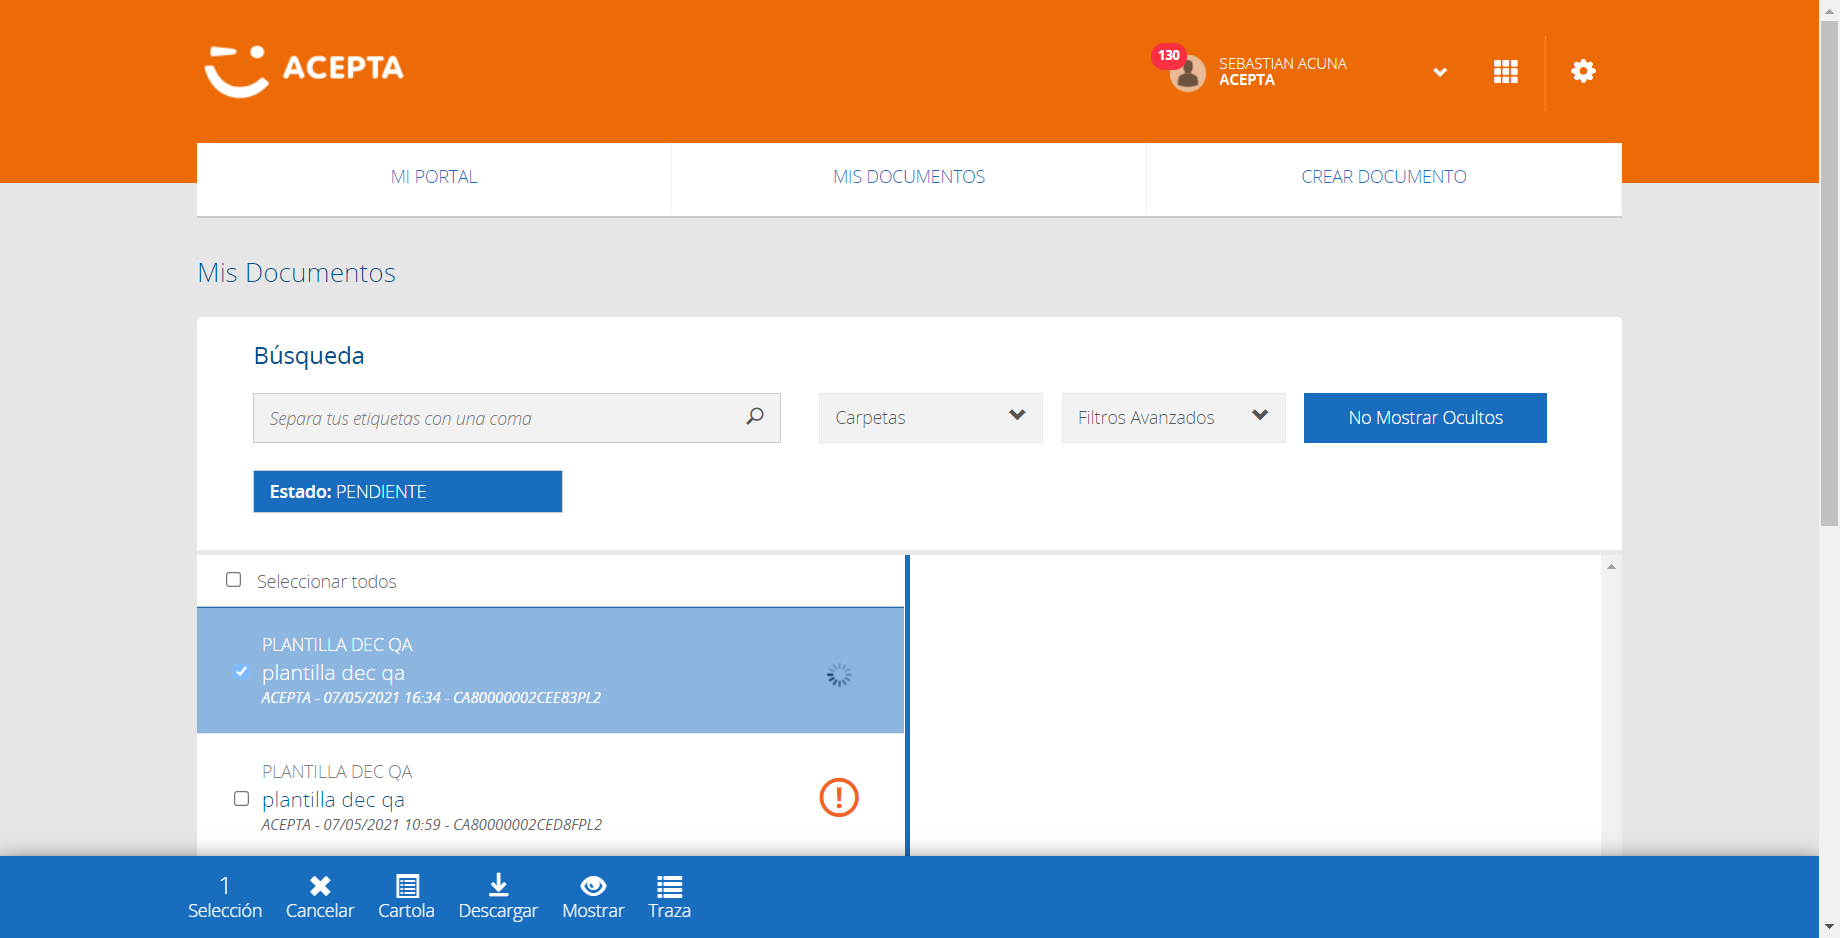 ACEPTA
130
SEBASTIAN ACUNA
ACEPTA
MI PORTAL
MIS DOCUMENTOS
CREAR DOCUMENTO
Mis Documentos
Búsqueda
Separa tus etiquetas con una coma
Carpetas
Filtros Avanzados
No Mostrar Ocultos
Estado: PENDIENTE
Seleccionar todos
PLANTILLA DEC QA
plantilla dec qa
ACEPTA - 07/05/2021 16:34 - CA80000002CEE83PL2
PLANTILLA DEC QA
plantilla dec qa
ACEPTA - 07/05/2021 10:59 - CA80000002CED8FPL2
1
Selección
Cancelar
Cartola
Descargar
Mostrar
Traza